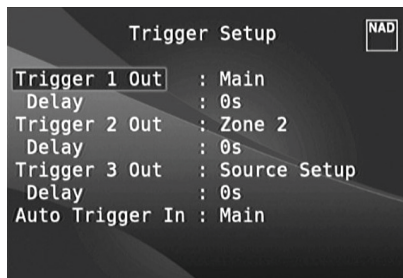 Trigger Setup
NAD
Trigger 1 Out : Main
Delay : 0s
Trigger 2 Out : Zone 2
Delay : 0s
Trigger 3 Out : Source Setup
Delay : 0s
Auto Trigger In : Main